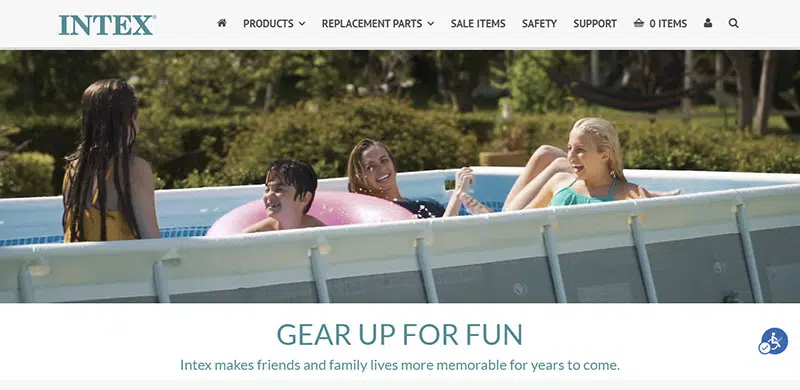 INTEX®
PRODUCTS REPLACEMENT PARTS SALE ITEMS SAFETY SUPPORT 0 ITEMS
GEAR UP FOR FUN
Intex makes friends and family lives more memorable for years to come.